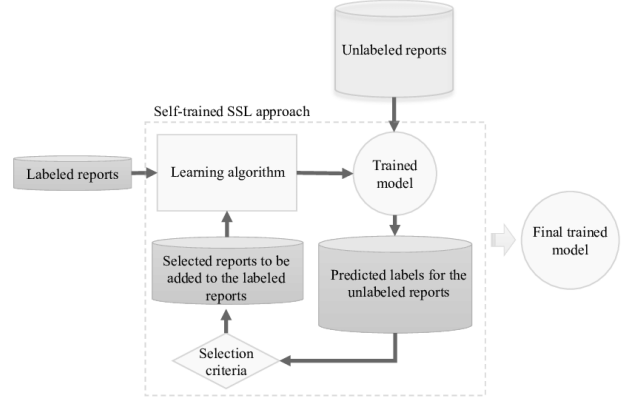 Unlabeled reports
Self-trained SSL approach
Labeled reports
Learning algorithm
Trained
model
Selected reports to be
added to the labeled
reports
Predicted labels for the
unlabeled reports
Selection
criteria
Final trained
model